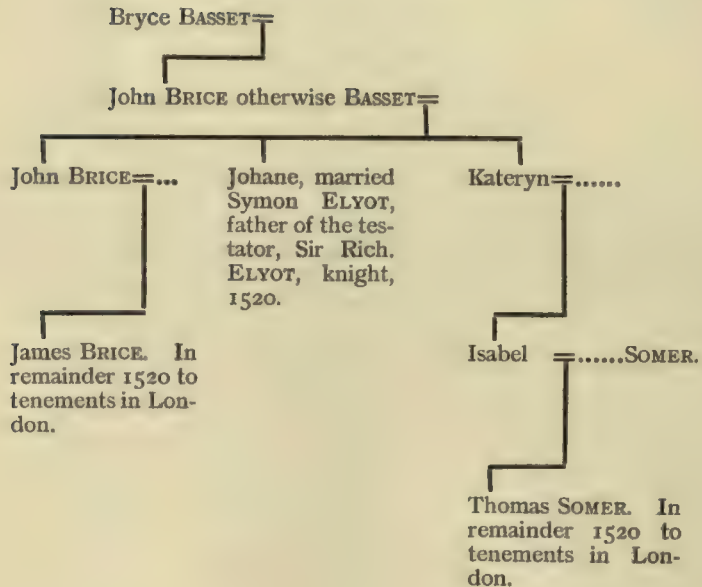 Bryce BASSET=
John BRICE otherwise BASSET=
John BRICE=...
Johane, married
Symon ELYOT,
father of the tes-
tator, Sir Rich.
ELYOT, knight,
1520.
Kateryn=......
James BRICE. In
remainder 1520 to
tenements in Lon-
don.
Isabel =......SOMER.
Thomas SOMER. In
remainder 1520 to
tenements in Lon-
don.